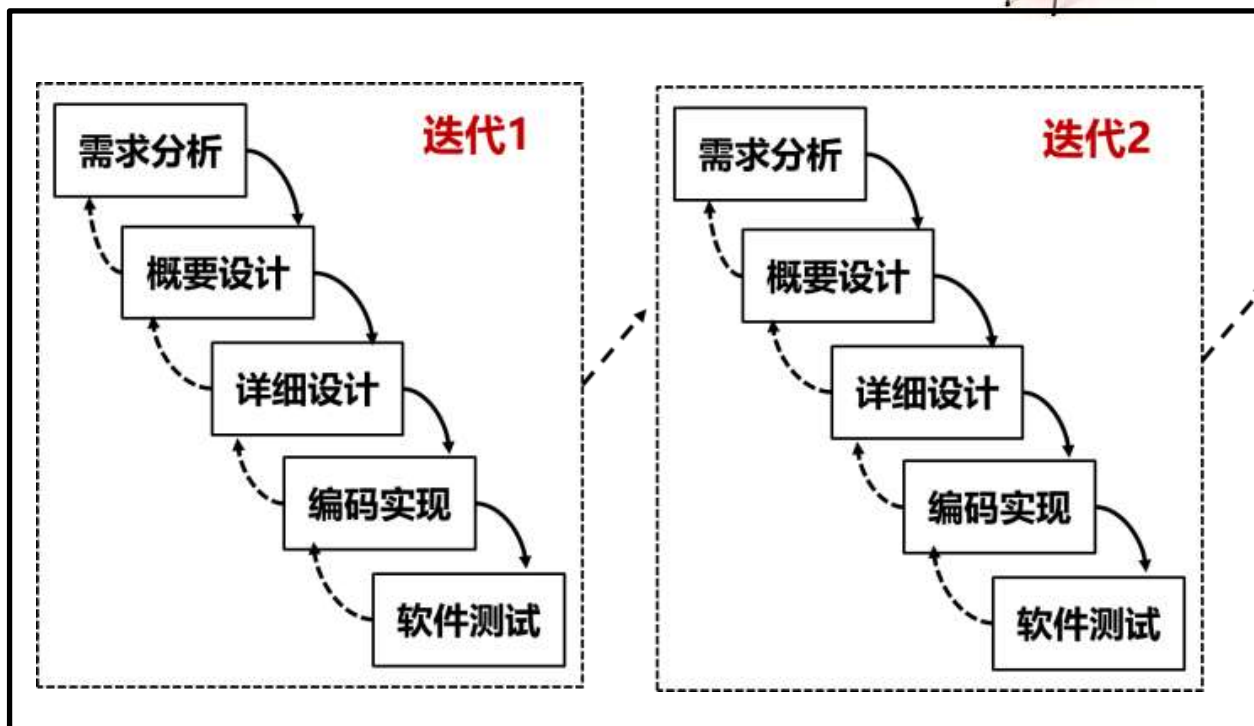 迭代1
需求分析
概要设计
详细设计
编码实现
软件测试
迭代2
需求分析
概要设计
详细设计
编码实现
软件测试